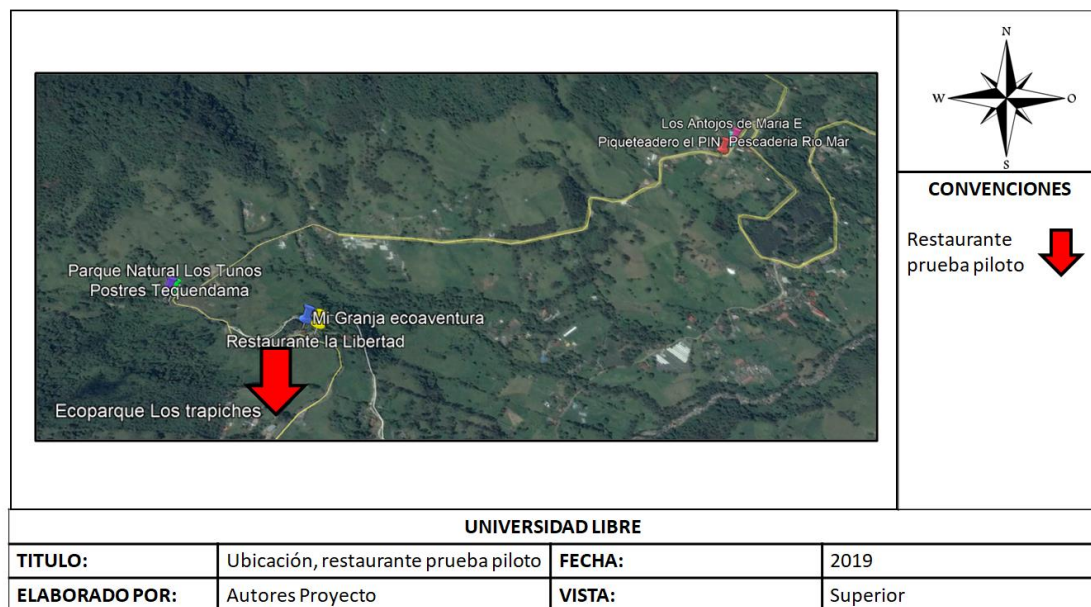 Los Antojos de Maria E
Piqueteadero el PIN Pescaderia Rio Mar
Parque Natural Los Tunos
Postres Tequendama
Mi Granja ecoaventura
Restaurante la Libertad
Ecoparque Los trapiches
N
W
O
S
CONVENCIONES
Restaurante
prueba piloto
UNIVERSIDAD LIBRE
TITULO: Ubicación, restaurante prueba piloto FECHA: 2019
ELABORADO POR: Autores Proyecto VISTA: Superior